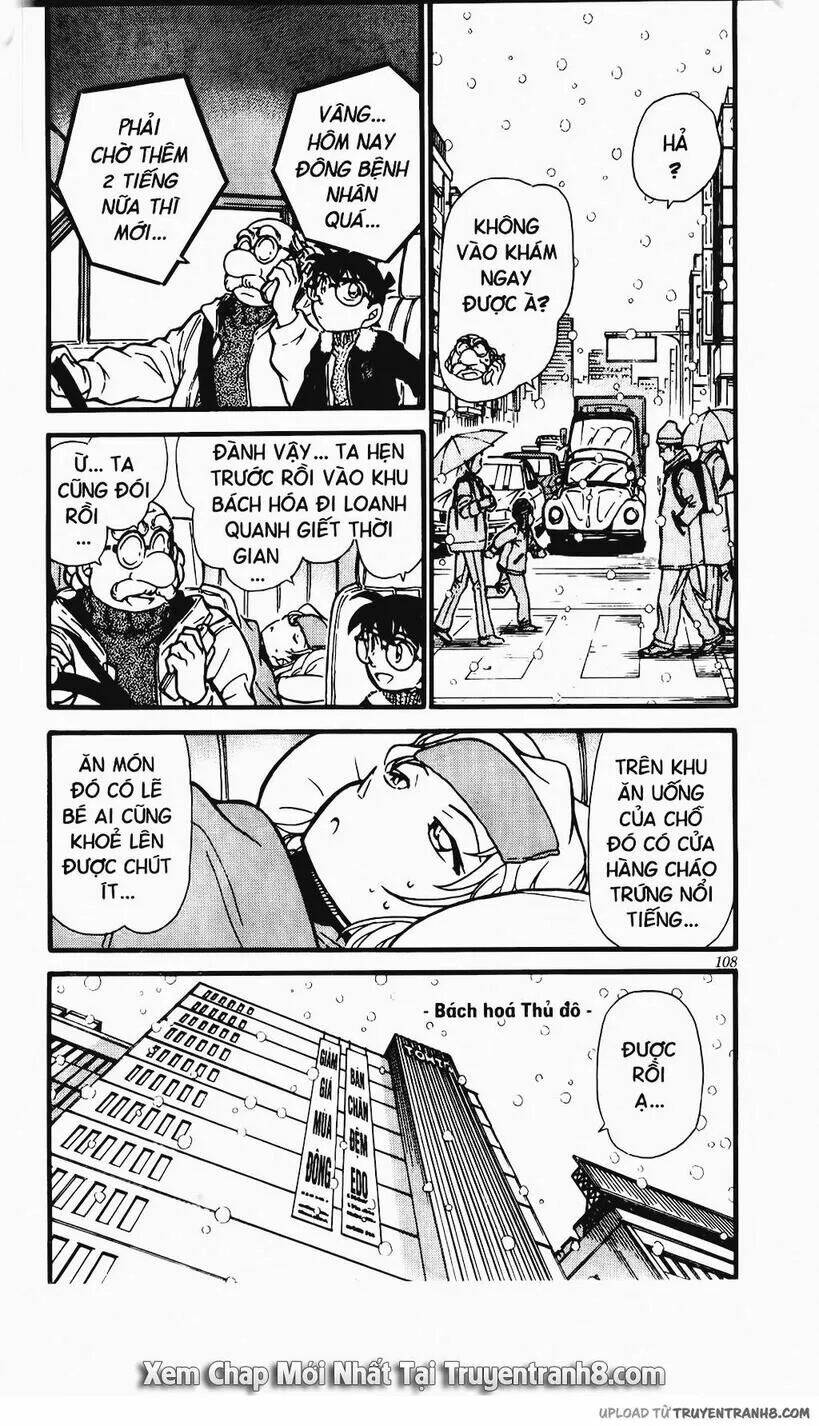 HẢ
?
KHÔNG
VÀO KHÁM
NGAY
ĐƯỢC À?
VÂNG...
HÔM NAY
ĐÔNG BỆNH
NHÂN
QUÁ...
PHẢI
CHỜ THÊM
2 TIẾNG
NỮA THÌ
MỚI...
ĐÀNH VẬY... TA HẸN
TRƯỚC RỒI VÀO KHU
BÁCH HÓA ĐI LOANH
QUANH GIẾT THỜI
GIAN
...
Ừ... TA
CŨNG ĐÓI
RỒI
...
TRÊN KHU
ĂN UỐNG
CỦA CHỖ
ĐÓ CÓ CỬA
HÀNG CHÁO
TRỨNG NỔI
TIẾNG...
ĂN MÓN
ĐÓ CÓ LẼ
BÉ AI CŨNG
KHOẺ LÊN
ĐƯỢC CHÚT
ÍT...
108
- Bách hoá Thủ đô -
ĐƯỢC
RỒI
Ạ...
BÁN
CHĂN
ĐỆM
EDO
GIẢM
GIÁ
MÙA
ĐÔNG
Xem Chap Mới Nhất Tại Truyentranh8.com
UPLOAD TỪ TRUYENTRANH8.COM